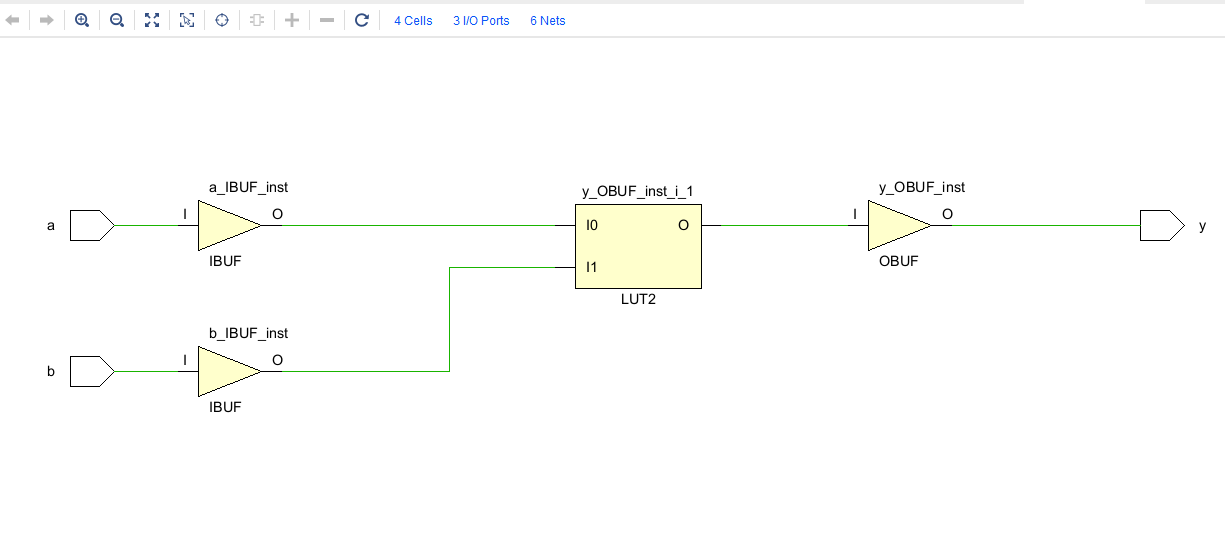 4 Cells 3 I/O Ports 6 Nets
a_IBUF_inst
y_OBUF_inst_i_1
y_OBUF_inst
a I O I0 O I O y
IBUF
I1
OBUF
LUT2
b_IBUF_inst
b I O
IBUF